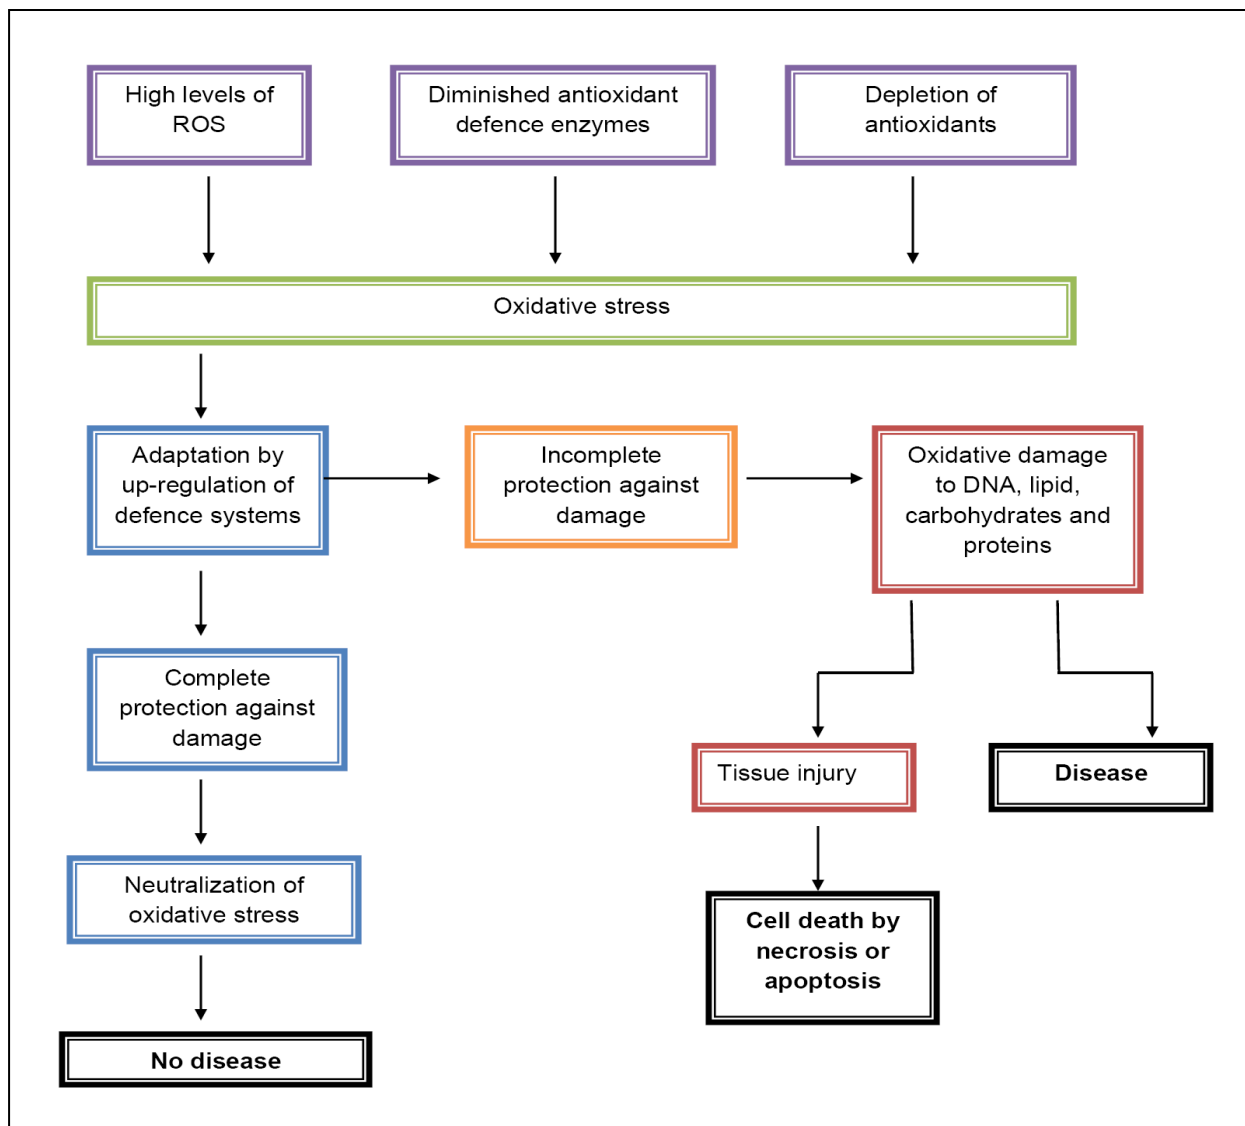 High levels of
ROS
Diminished antioxidant
defence enzymes
Depletion of
antioxidants
Oxidative stress
Adaptation by
up-regulation of
defence systems
Incomplete
protection against
damage
Oxidative damage
to DNA, lipid,
carbohydrates and
proteins
Complete
protection against
damage
Tissue injury
Disease
Neutralization of
oxidative stress
Cell death by
necrosis or
apoptosis
No disease